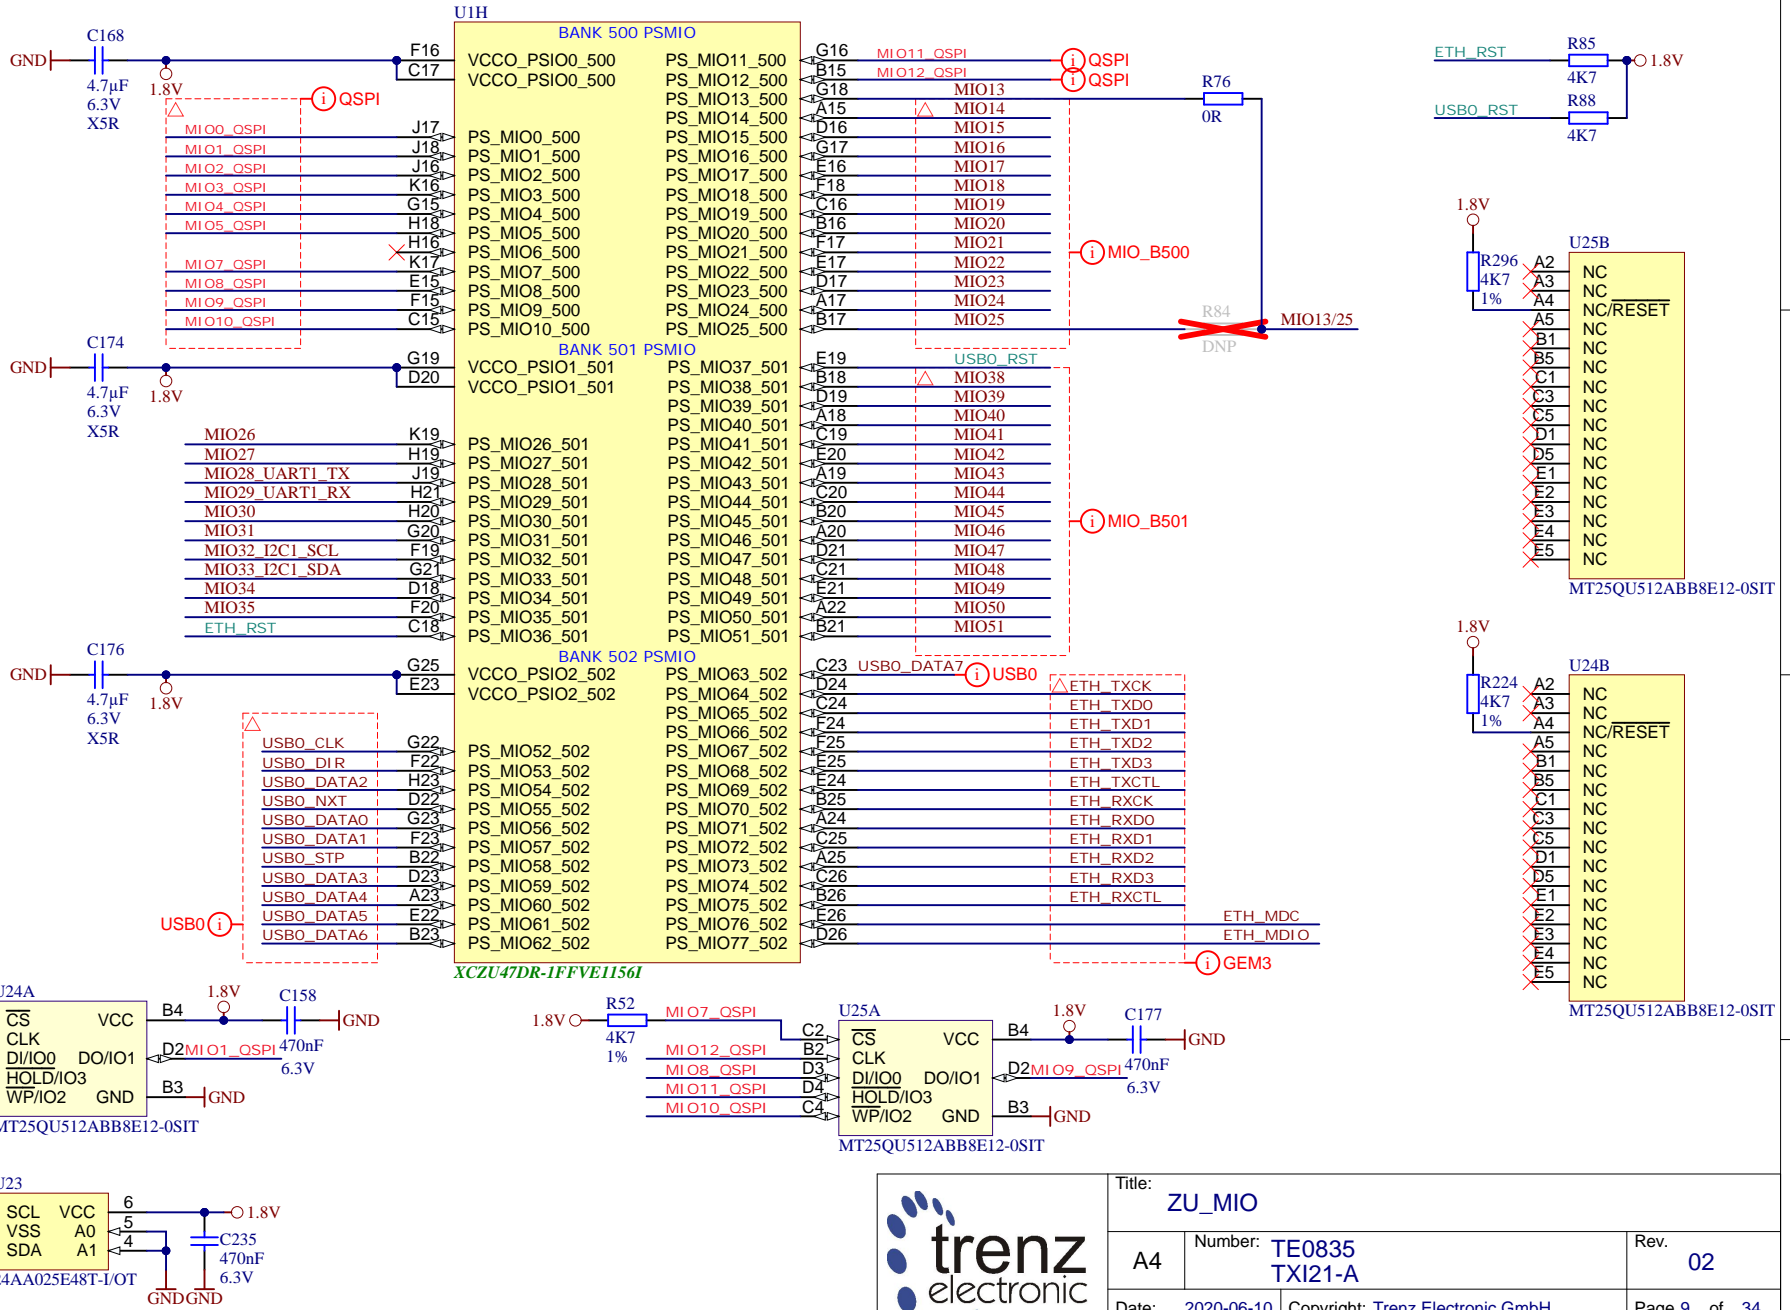 U1H
BANK 500 PSMIO
C168
GND
4.7µF
6.3V
X5R
1.8V
F16 VCCO_PSIO0_500
C17 VCCO_PSIO0_500
QSPI
MIO0_QSPI J17 PS_MIO0_500
MIO1_QSPI J18 PS_MIO1_500
MIO2_QSPI J16 PS_MIO2_500
MIO3_QSPI K16 PS_MIO3_500
MIO4_QSPI G15 PS_MIO4_500
MIO5_QSPI H18 PS_MIO5_500
H16 PS_MIO6_500
MIO7_QSPI K17 PS_MIO7_500
MIO8_QSPI E15 PS_MIO8_500
MIO9_QSPI F15 PS_MIO9_500
MIO10_QSPI C15 PS_MIO10_500
PS_MIO11_500 G16 MIO11_QSPI QSPI
PS_MIO12_500 B15 MIO12_QSPI QSPI
PS_MIO13_500 G18 MIO13
PS_MIO14_500 A15 MIO14
PS_MIO15_500 D16 MIO15
PS_MIO16_500 G17 MIO16
PS_MIO17_500 E16 MIO17
PS_MIO18_500 F18 MIO18
PS_MIO19_500 C16 MIO19
PS_MIO20_500 B16 MIO20
PS_MIO21_500 F17 MIO21
PS_MIO22_500 E17 MIO22
PS_MIO23_500 D17 MIO23
PS_MIO24_500 A17 MIO24
PS_MIO25_500 B17 MIO25
MIO_B500
R76
0R
R84
DNP
MIO13/25
BANK 501 PSMIO
C174
GND
4.7µF
6.3V
X5R
1.8V
G19 VCCO_PSIO1_501
D20 VCCO_PSIO1_501
MIO26 K19 PS_MIO26_501
MIO27 H19 PS_MIO27_501
MIO28_UART1_TX J19 PS_MIO28_501
MIO29_UART1_RX H21 PS_MIO29_501
MIO30 H20 PS_MIO30_501
MIO31 G20 PS_MIO31_501
MIO32_I2C1_SCL F19 PS_MIO32_501
MIO33_I2C1_SDA G21 PS_MIO33_501
MIO34 D18 PS_MIO34_501
MIO35 F20 PS_MIO35_501
ETH_RST C18 PS_MIO36_501
PS_MIO37_501 E19 USB0_RST
PS_MIO38_501 B18 MIO38
PS_MIO39_501 D19 MIO39
PS_MIO40_501 A18 MIO40
PS_MIO41_501 C19 MIO41
PS_MIO42_501 E20 MIO42
PS_MIO43_501 A19 MIO43
PS_MIO44_501 C20 MIO44
PS_MIO45_501 B20 MIO45
PS_MIO46_501 A20 MIO46
PS_MIO47_501 D21 MIO47
PS_MIO48_501 C21 MIO48
PS_MIO49_501 E21 MIO49
PS_MIO50_501 A22 MIO50
PS_MIO51_501 B21 MIO51
MIO_B501
BANK 502 PSMIO
C176
GND
4.7µF
6.3V
X5R
1.8V
G25 VCCO_PSIO2_502
E23 VCCO_PSIO2_502
USB0_CLK G22 PS_MIO52_502
USB0_DIR F22 PS_MIO53_502
USB0_DATA2 H23 PS_MIO54_502
USB0_NXT D22 PS_MIO55_502
USB0_DATA0 G23 PS_MIO56_502
USB0_DATA1 F23 PS_MIO57_502
USB0_STP B22 PS_MIO58_502
USB0_DATA3 D23 PS_MIO59_502
USB0_DATA4 A23 PS_MIO60_502
USB0_DATA5 E22 PS_MIO61_502
USB0_DATA6 B23 PS_MIO62_502
USB0
PS_MIO63_502 C23 USB0_DATA7 USB0
PS_MIO64_502 D24 ETH_TXCK
PS_MIO65_502 C24 ETH_TXD0
PS_MIO66_502 F24 ETH_TXD1
PS_MIO67_502 F25 ETH_TXD2
PS_MIO68_502 E25 ETH_TXD3
PS_MIO69_502 E24 ETH_TXCTL
PS_MIO70_502 B25 ETH_RXCK
PS_MIO71_502 A24 ETH_RXD0
PS_MIO72_502 C25 ETH_RXD1
PS_MIO73_502 A25 ETH_RXD2
PS_MIO74_502 C26 ETH_RXD3
PS_MIO75_502 B26 ETH_RXCTL
PS_MIO76_502 E26 ETH_MDC
PS_MIO77_502 D26 ETH_MDIO
GEM3
XCZU47DR-1FFVE1156I
ETH_RST R85 1.8V
4K7
USB0_RST R88
4K7
1.8V
R296
4K7
1%
U25B
A2 NC
A3 NC
A4 NC/RESET
A5 NC
B1 NC
B5 NC
C1 NC
C3 NC
C5 NC
D1 NC
D5 NC
E1 NC
E2 NC
E3 NC
E4 NC
E5 NC
MT25QU512ABB8E12-0SIT
1.8V
R224
4K7
1%
U24B
A2 NC
A3 NC
A4 NC/RESET
A5 NC
B1 NC
B5 NC
C1 NC
C3 NC
C5 NC
D1 NC
D5 NC
E1 NC
E2 NC
E3 NC
E4 NC
E5 NC
MT25QU512ABB8E12-0SIT
U24A
CS VCC B4
CLK
DI/IO0 DO/IO1 D2 MIO1_QSPI
HOLD/IO3
WP/IO2 GND B3 GND
MT25QU512ABB8E12-0SIT
1.8V
C158
GND
470nF
6.3V
1.8V R52 MIO7_QSPI
4K7
1%
U25A
C2 CS VCC B4
MIO12_QSPI B2 CLK
MIO8_QSPI D3 DI/IO0 DO/IO1 D2 MIO9_QSPI
MIO11_QSPI D4 HOLD/IO3
MIO10_QSPI C4 WP/IO2 GND B3 GND
MT25QU512ABB8E12-0SIT
1.8V
C177
GND
470nF
6.3V
U23
SCL VCC 6 1.8V
VSS A0 5
SDA A1 4
24AA025E48T-I/OT
C235
470nF
6.3V
GND GND
trenz
electronic
Title:
ZU_MIO
A4
Number: TE0835
TXI21-A
Rev.
02
Date: 2020-06-10 Copyright: Trenz Electronic GmbH Page 9 of 34